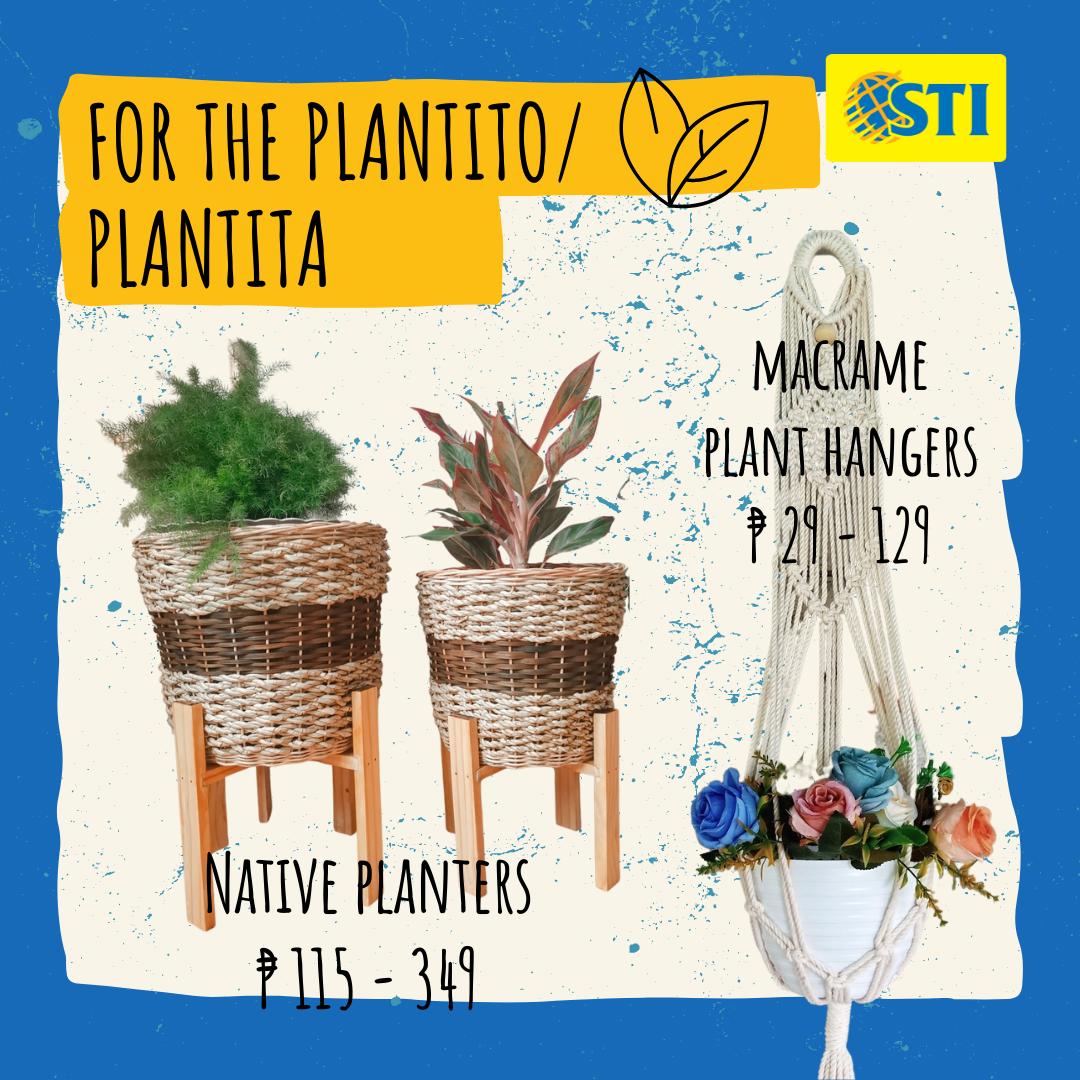 FOR THE PLANTITO/
PLANTITA
STI
MACRAME
PLANT HANGERS
₱ 29 - 129
NATIVE PLANTERS
₱ 115 - 349